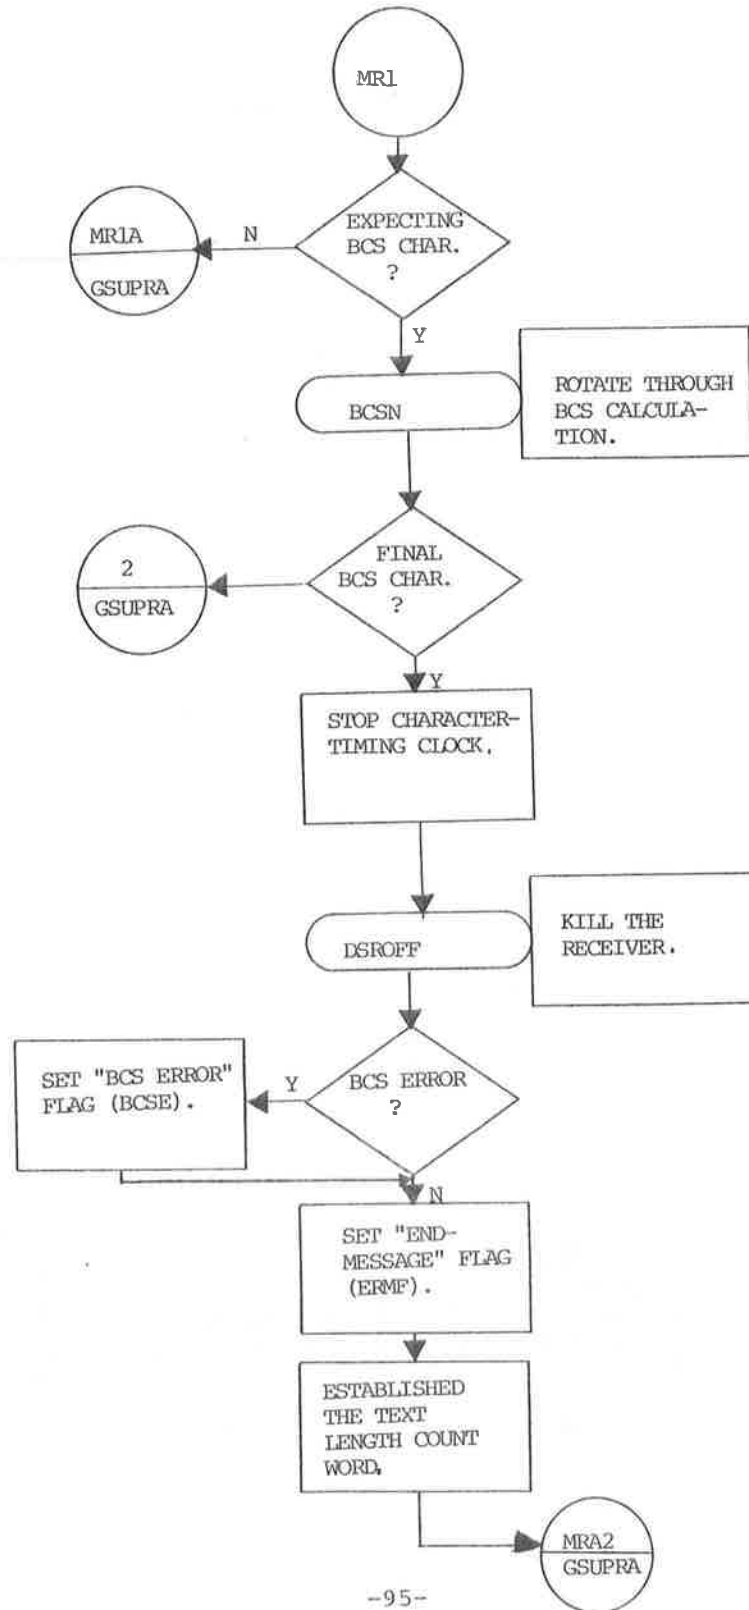 MR1
EXPECTING
BCS CHAR.
?
N
MR1A
GSUPRA
Y
BCSN
ROTATE THROUGH
BCS CALCULA-
TION.
FINAL
BCS CHAR.
?
2
GSUPRA
Y
STOP CHARACTER-
TIMING CLOCK.
DSROFF
KILL THE
RECEIVER.
BCS ERROR
?
Y
SET "BCS ERROR"
FLAG (BCSE).
N
SET "END-
MESSAGE" FLAG
(ERMF).
ESTABLISHED
THE TEXT
LENGTH COUNT
WORD.
MRA2
GSUPRA
-95-